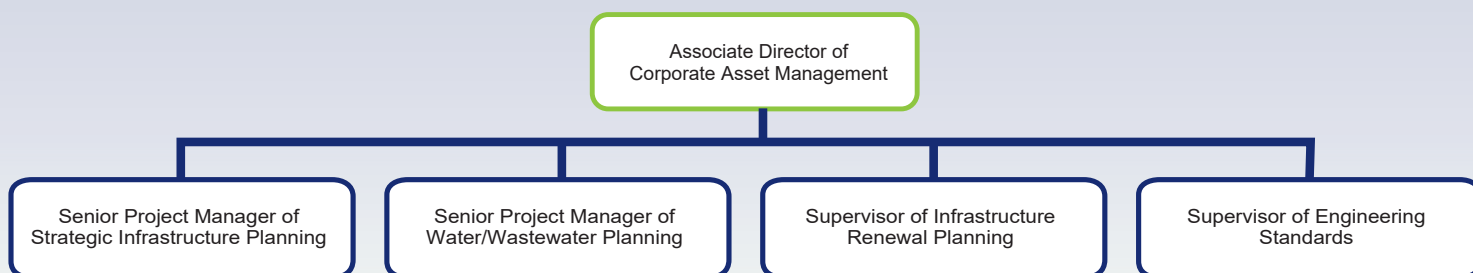 Associate Director of
Corporate Asset Management
Senior Project Manager of
Strategic Infrastructure Planning
Senior Project Manager of
Water/Wastewater Planning
Supervisor of Infrastructure
Renewal Planning
Supervisor of Engineering
Standards